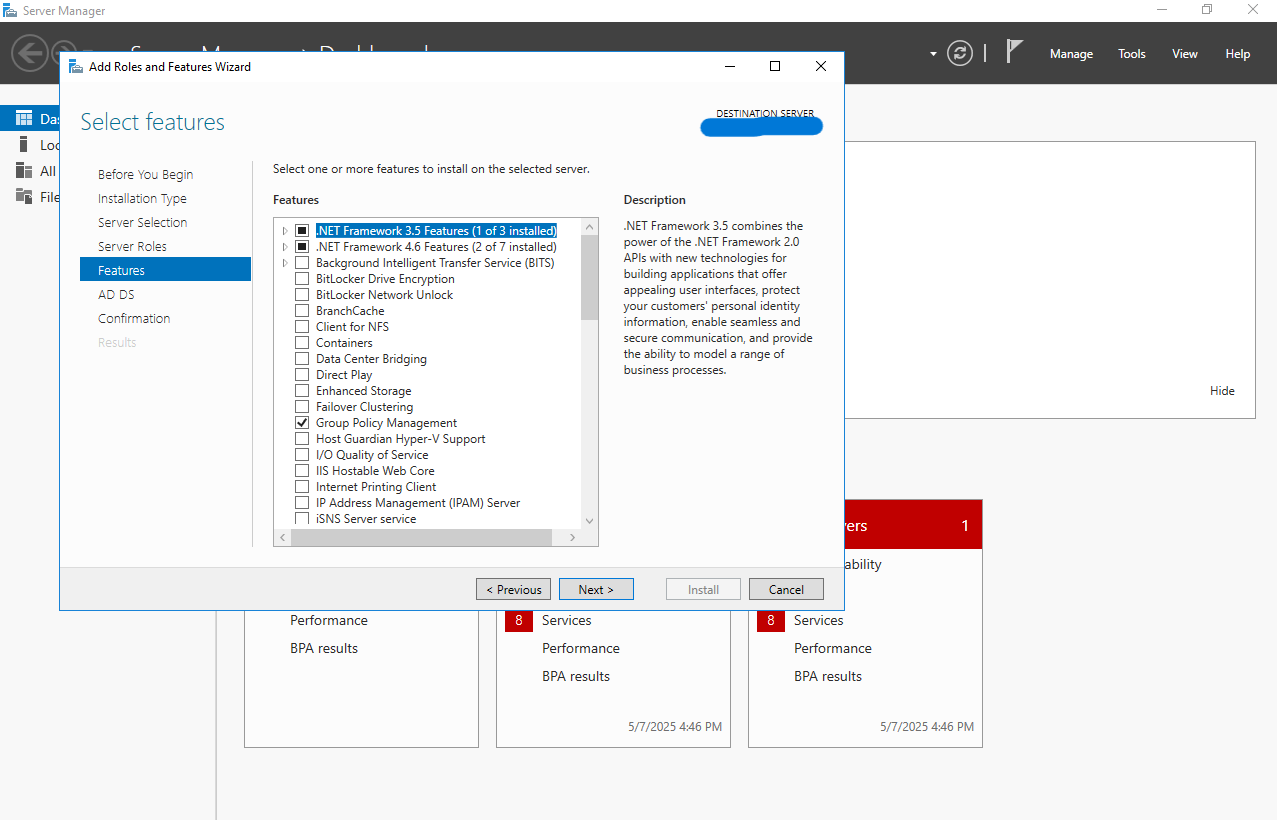 Server Manager
Manage
Tools
View
Help
Add Roles and Features Wizard
Select features
DESTINATION SERVER
Before You Begin
Installation Type
Server Selection
Server Roles
Features
AD DS
Confirmation
Results
Select one or more features to install on the selected server.
Features
.NET Framework 3.5 Features (1 of 3 installed)
.NET Framework 4.6 Features (2 of 7 installed)
Background Intelligent Transfer Service (BITS)
BitLocker Drive Encryption
BitLocker Network Unlock
BranchCache
Client for NFS
Containers
Data Center Bridging
Direct Play
Enhanced Storage
Failover Clustering
Group Policy Management
Host Guardian Hyper-V Support
I/O Quality of Service
IIS Hostable Web Core
Internet Printing Client
IP Address Management (IPAM) Server
iSNS Server service
Description
.NET Framework 3.5 combines the
power of the .NET Framework 2.0
APIs with new technologies for
building applications that offer
appealing user interfaces, protect
your customers' personal identity
information, enable seamless and
secure communication, and provide
the ability to model a range of
business processes.
< Previous
Next >
Install
Cancel
Das
Loc
All
File
Hide
ers 1
ability
Performance
BPA results
8 Services
Performance
BPA results
5/7/2025 4:46 PM
8 Services
Performance
BPA results
5/7/2025 4:46 PM